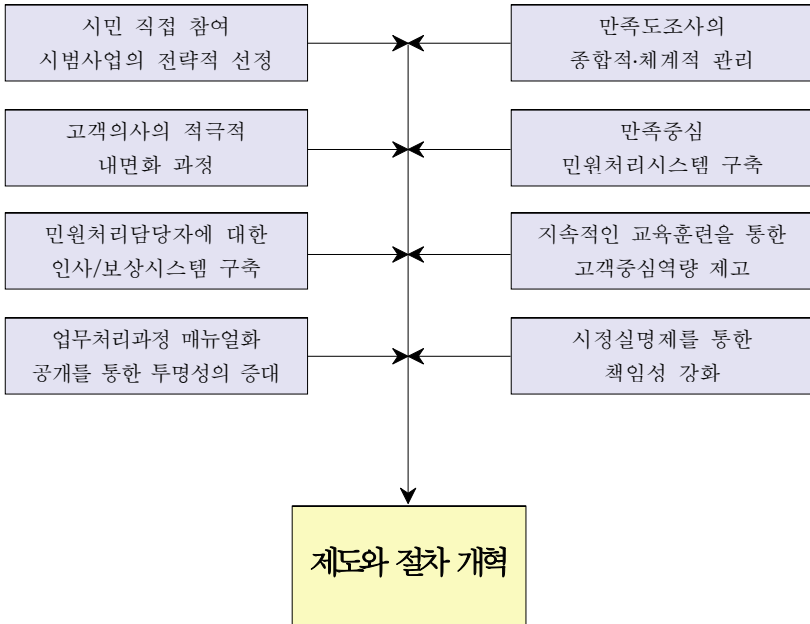 시민 직접 참여
시범사업의 전략적 선정
만족도조사의
종합적·체계적 관리
고객의사의 적극적
내면화 과정
만족중심
민원처리시스템 구축
민원처리담당자에 대한
인사/보상시스템 구축
지속적인 교육훈련을 통한
고객중심역량 제고
업무처리과정 매뉴얼화
공개를 통한 투명성의 증대
시정실명제를 통한
책임성 강화
제도와 절차 개혁